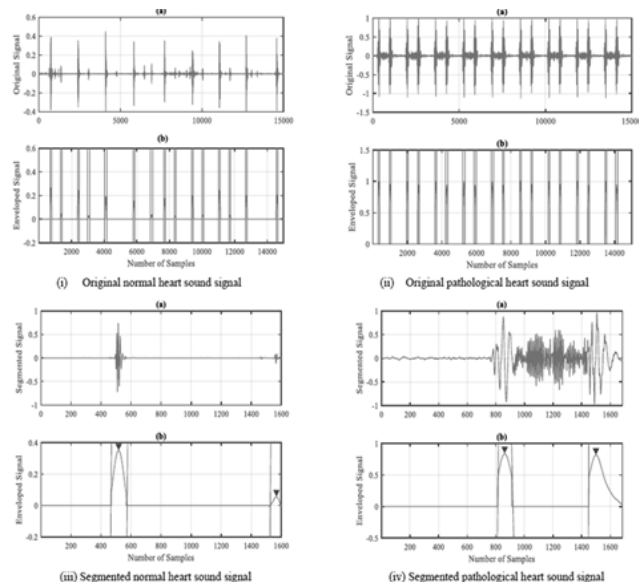 (a)
0.6
0.4
0.2
0
-0.2
-0.4
Original Signal
0 5000 10000 15000
(b)
0.6
0.4
0.2
0
-0.2
Enveloped Signal
2000 4000 6000 8000 10000 12000 14000
Number of Samples
(i) Original normal heart sound signal
(a)
1.5
1
0.5
0
-0.5
-1
-1.5
Original Signal
0 5000 10000 15000
(b)
1.5
1
0.5
0
Enveloped Signal
2000 4000 6000 8000 10000 12000 14000
Number of Samples
(ii) Original pathological heart sound signal
(a)
1
0.5
0
-0.5
-1
Segmented Signal
0 200 400 600 800 1000 1200 1400 1600
(b)
0.4
0.2
0
-0.2
Enveloped Signal
0 200 400 600 800 1000 1200 1400 1600
Number of Samples
(iii) Segmented normal heart sound signal
(a)
1
0.5
0
-0.5
-1
Segmented Signal
0 200 400 600 800 1000 1200 1400 1600
(b)
1
0.5
0
-0.5
Enveloped Signal
0 200 400 600 800 1000 1200 1400 1600
Number of Samples
(iv) Segmented pathological heart sound signal